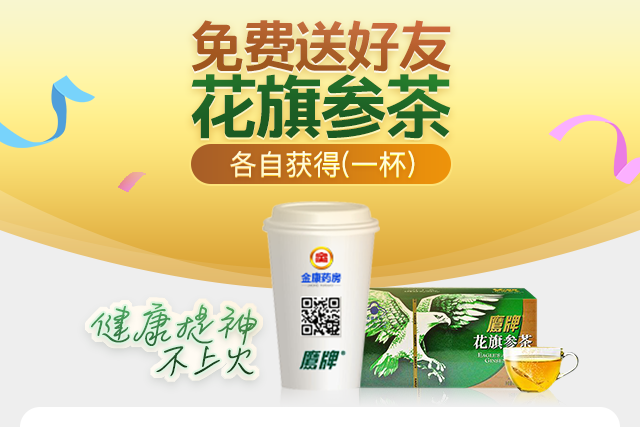 免费送好友
花旗参茶
各自获得(一杯)
金康药房
鹰牌®
健康提神
不上火
鹰牌
花旗参茶